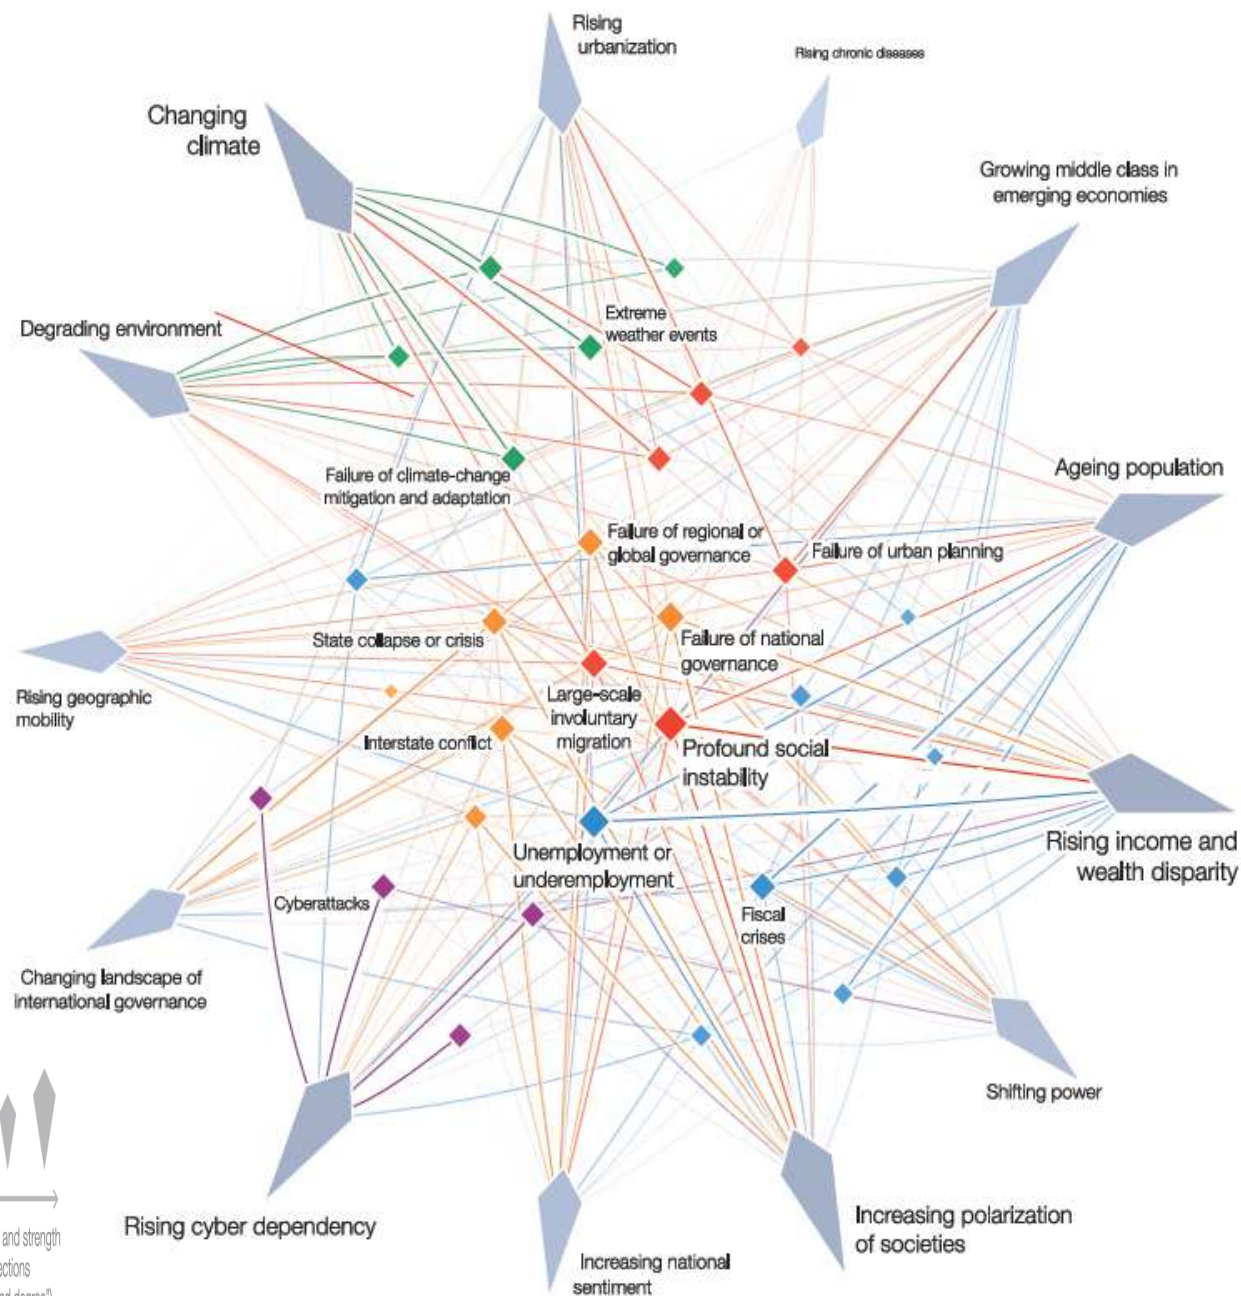 Rising
urbanization
Rising chronic diseases
Changing
climate
Growing middle class in
emerging economies
Extreme
weather events
Degrading environment
Ageing population
Failure of climate-change
mitigation and adaptation
Failure of regional or
global governance
Failure of urban planning
State collapse or crisis
Failure of national
governance
Rising geographic
mobility
Large-scale
involuntary
migration
Interstate conflict
Profound social
instability
Rising income and
wealth disparity
Unemployment or
underemployment
Cyberattacks
Fiscal
crises
Changing landscape of
international governance
Shifting power
Rising cyber dependency
Increasing polarization
of societies
Increasing national
sentiment
and strength
ections
ed degree")